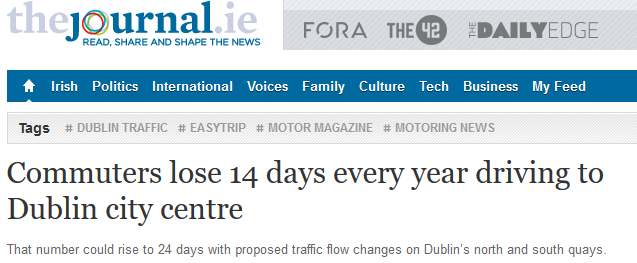 thejournal.ie
READ, SHARE AND SHAPE THE NEWS
FORA THE 42 THE DAILY EDGE
Irish Politics International Voices Family Culture Tech Business My Feed
Tags # DUBLIN TRAFFIC # EASYTRIP # MOTOR MAGAZINE # MOTORING NEWS
Commuters lose 14 days every year driving to
Dublin city centre
That number could rise to 24 days with proposed traffic flow changes on Dublin's north and south quays.